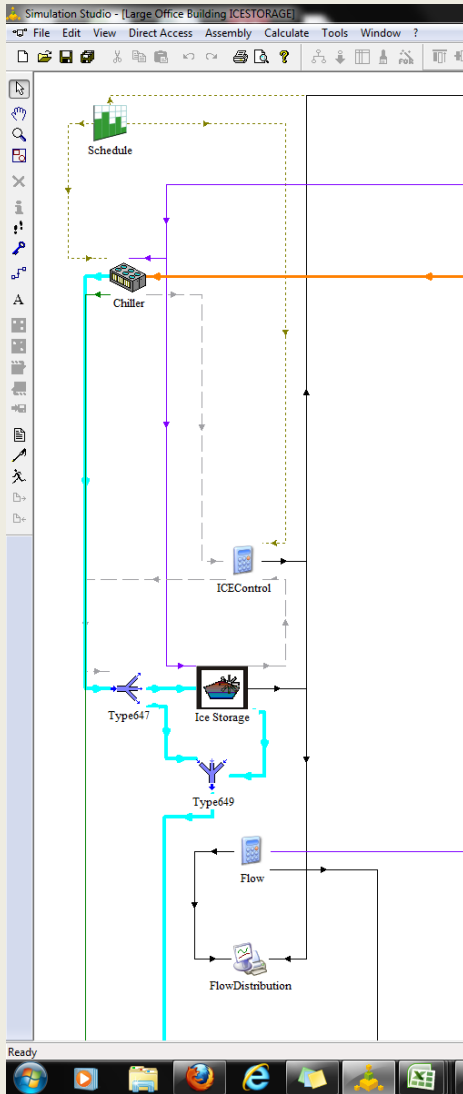 Simulation Studio - [Large Office Building ICESTORAGE]
File Edit View Direct Access Assembly Calculate Tools Window ?
Schedule
A
Chiller
ICEControl
Type647
Ice Storage
Type649
Flow
FlowDistribution
Ready